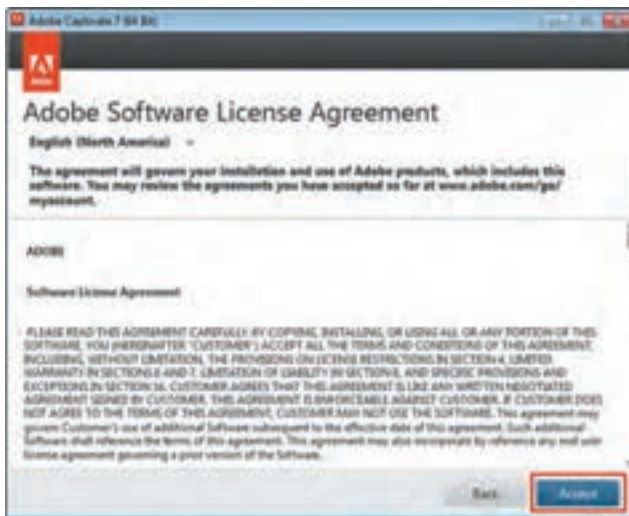 Adobe Captivate 7 (64 Bit)
Adobe
Adobe Software License Agreement
English (North America)
The agreement will govern your installation and use of Adobe products, which includes this
software. You may review the agreements you have accepted so far at www.adobe.com/go/
myaccount.
ADOBE
Software License Agreement
PLEASE READ THIS AGREEMENT CAREFULLY. BY COPYING, INSTALLING, OR USING ALL OR ANY PORTION OF THIS
SOFTWARE, YOU (HEREINAFTER "CUSTOMER") ACCEPT ALL THE TERMS AND CONDITIONS OF THIS AGREEMENT,
INCLUDING, WITHOUT LIMITATION, THE PROVISIONS ON LICENSE RESTRICTIONS IN SECTION 4, LIMITED
WARRANTY IN SECTIONS 6 AND 7, LIMITATION OF LIABILITY IN SECTION 8, AND SPECIFIC PROVISIONS AND
EXCEPTIONS IN SECTION 16. CUSTOMER AGREES THAT THIS AGREEMENT IS LIKE ANY WRITTEN NEGOTIATED
AGREEMENT SIGNED BY CUSTOMER. THIS AGREEMENT IS ENFORCEABLE AGAINST CUSTOMER. IF CUSTOMER DOES
NOT AGREE TO THE TERMS OF THIS AGREEMENT, CUSTOMER MAY NOT USE THE SOFTWARE. This agreement may
govern Customer's use of additional Software subsequent to the effective date of this agreement. Such additional
Software shall reference the terms of this agreement. This agreement may also incorporate by reference any end user
license agreement governing a prior version of the Software.
Back
Accept